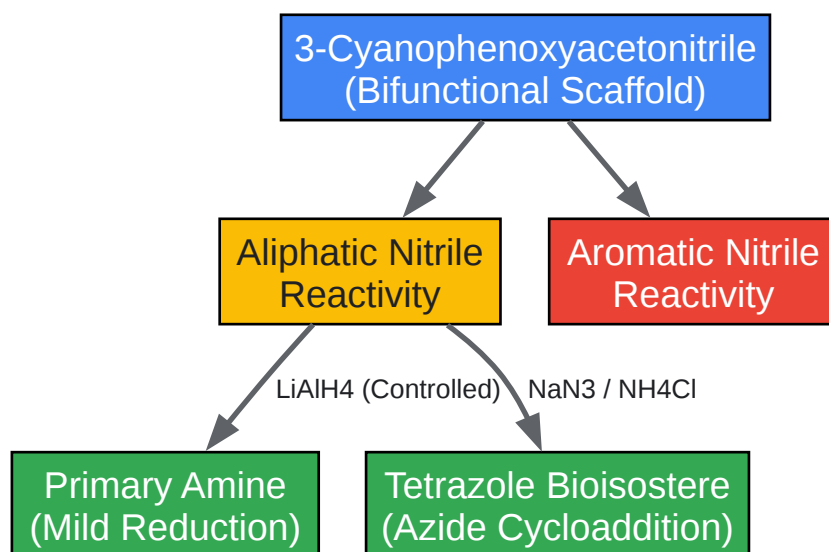 3-Cyanophenoxyacetonitrile
(Bifunctional Scaffold)
Aliphatic Nitrile
Reactivity
Aromatic Nitrile
Reactivity
LiAlH4 (Controlled)
NaN3 / NH4Cl
Primary Amine
(Mild Reduction)
Tetrazole Bioisostere
(Azide Cycloaddition)